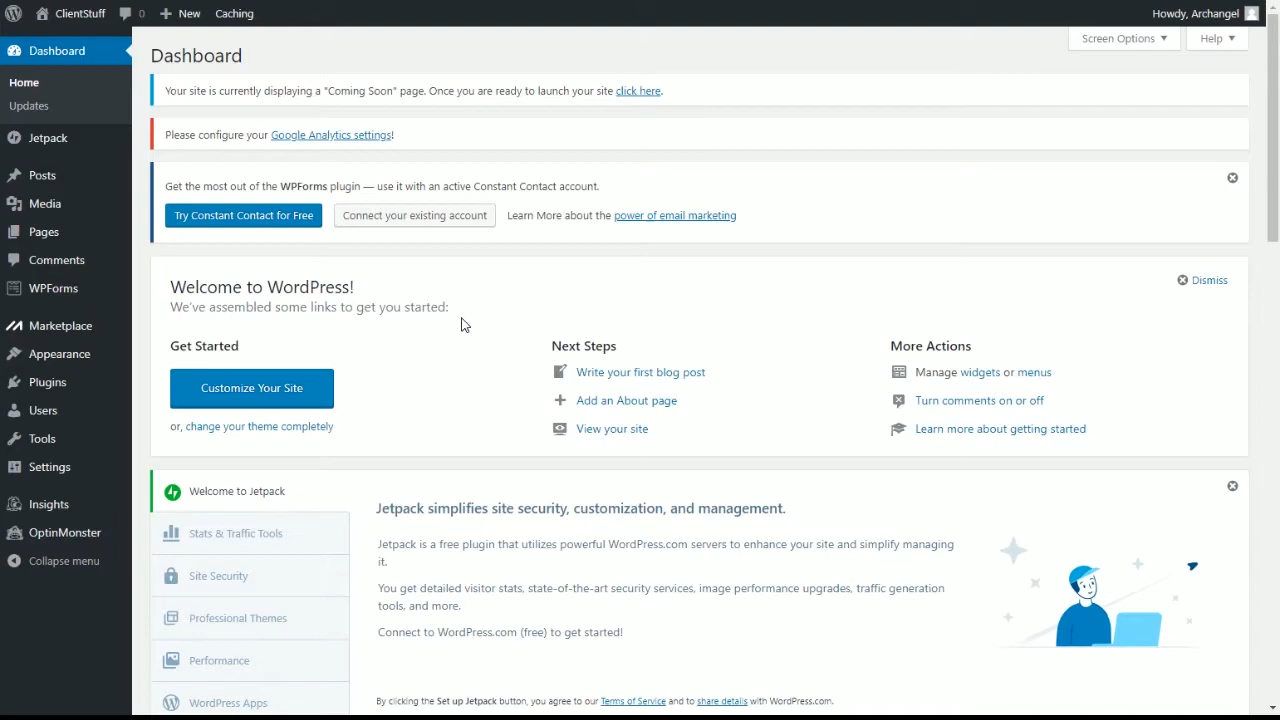 ClientStuff 0 New Caching Howdy, Archangel
Dashboard
Home
Updates
Jetpack
Posts
Media
Pages
Comments
WPForms
Marketplace
Appearance
Plugins
Users
Tools
Settings
Insights
OptinMonster
Collapse menu
Screen Options Help
Dashboard
Your site is currently displaying a "Coming Soon" page. Once you are ready to launch your site click here.
Please configure your Google Analytics settings!
Get the most out of the WPForms plugin — use it with an active Constant Contact account.
Try Constant Contact for Free Connect your existing account Learn More about the power of email marketing
Welcome to WordPress!
Dismiss
We've assembled some links to get you started:
Get Started
Customize Your Site
or, change your theme completely
Next Steps
Write your first blog post
Add an About page
View your site
More Actions
Manage widgets or menus
Turn comments on or off
Learn more about getting started
Welcome to Jetpack
Stats & Traffic Tools
Site Security
Professional Themes
Performance
WordPress Apps
Jetpack simplifies site security, customization, and management.
Jetpack is a free plugin that utilizes powerful WordPress.com servers to enhance your site and simplify managing
it.
You get detailed visitor stats, state-of-the-art security services, image performance upgrades, traffic generation
tools, and more.
Connect to WordPress.com (free) to get started!
By clicking the Set up Jetpack button, you agree to our Terms of Service and to share details with WordPress.com.